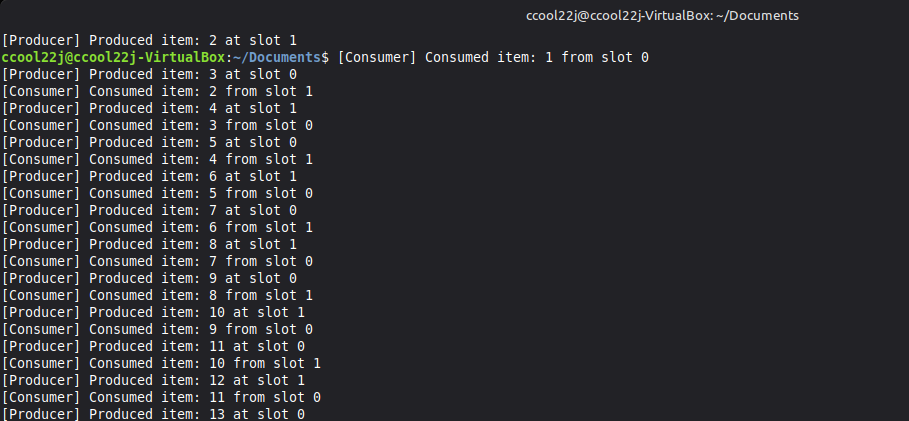 ccool22j@ccool22j-VirtualBox: ~/Documents
[Producer] Produced item: 2 at slot 1
ccool22j@ccool22j-VirtualBox:~/Documents$ [Consumer] Consumed item: 1 from slot 0
[Producer] Produced item: 3 at slot 0
[Consumer] Consumed item: 2 from slot 1
[Producer] Produced item: 4 at slot 1
[Consumer] Consumed item: 3 from slot 0
[Producer] Produced item: 5 at slot 0
[Consumer] Consumed item: 4 from slot 1
[Producer] Produced item: 6 at slot 1
[Consumer] Consumed item: 5 from slot 0
[Producer] Produced item: 7 at slot 0
[Consumer] Consumed item: 6 from slot 1
[Producer] Produced item: 8 at slot 1
[Consumer] Consumed item: 7 from slot 0
[Producer] Produced item: 9 at slot 0
[Consumer] Consumed item: 8 from slot 1
[Producer] Produced item: 10 at slot 1
[Consumer] Consumed item: 9 from slot 0
[Producer] Produced item: 11 at slot 0
[Consumer] Consumed item: 10 from slot 1
[Producer] Produced item: 12 at slot 1
[Consumer] Consumed item: 11 from slot 0
[Producer] Produced item: 13 at slot 0